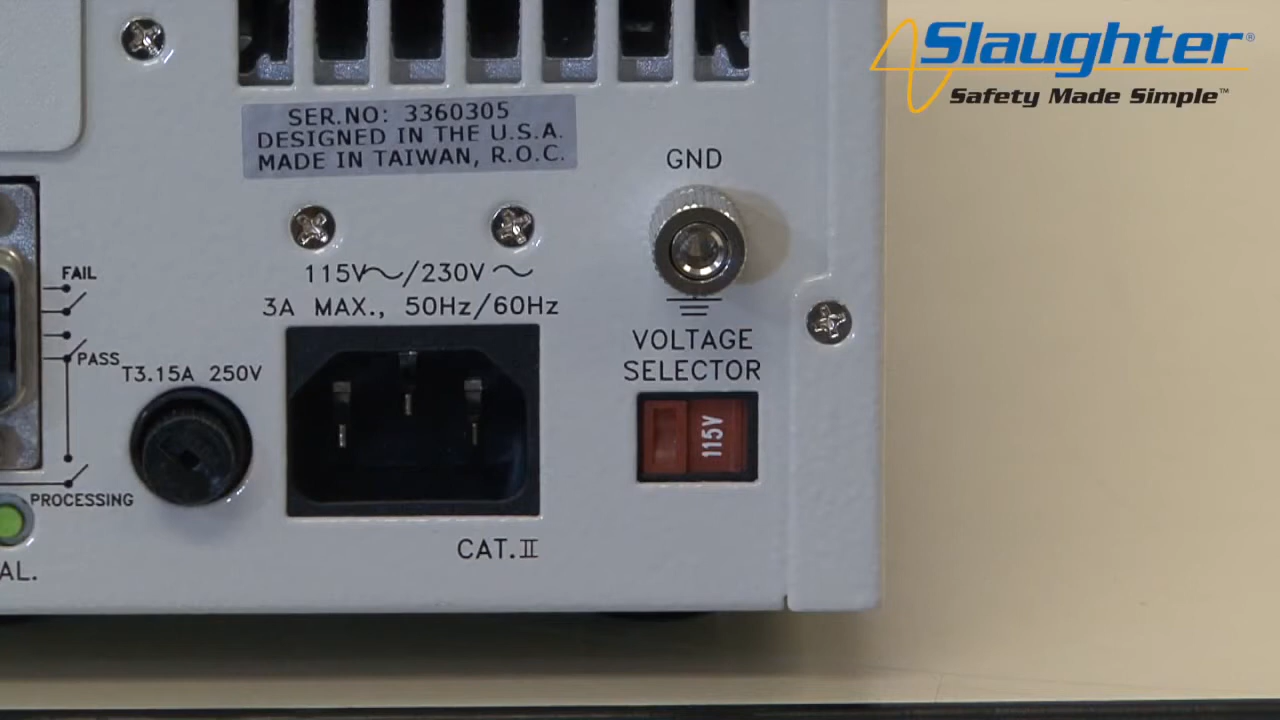 Slaughter®
Safety Made Simple™
SER.NO: 3360305
DESIGNED IN THE U.S.A.
MADE IN TAIWAN, R.O.C.
GND
115V~/230V~
3A MAX., 50Hz/60Hz
VOLTAGE
SELECTOR
FAIL
PASS
T3.15A 250V
115V
PROCESSING
CAT.II
AL.